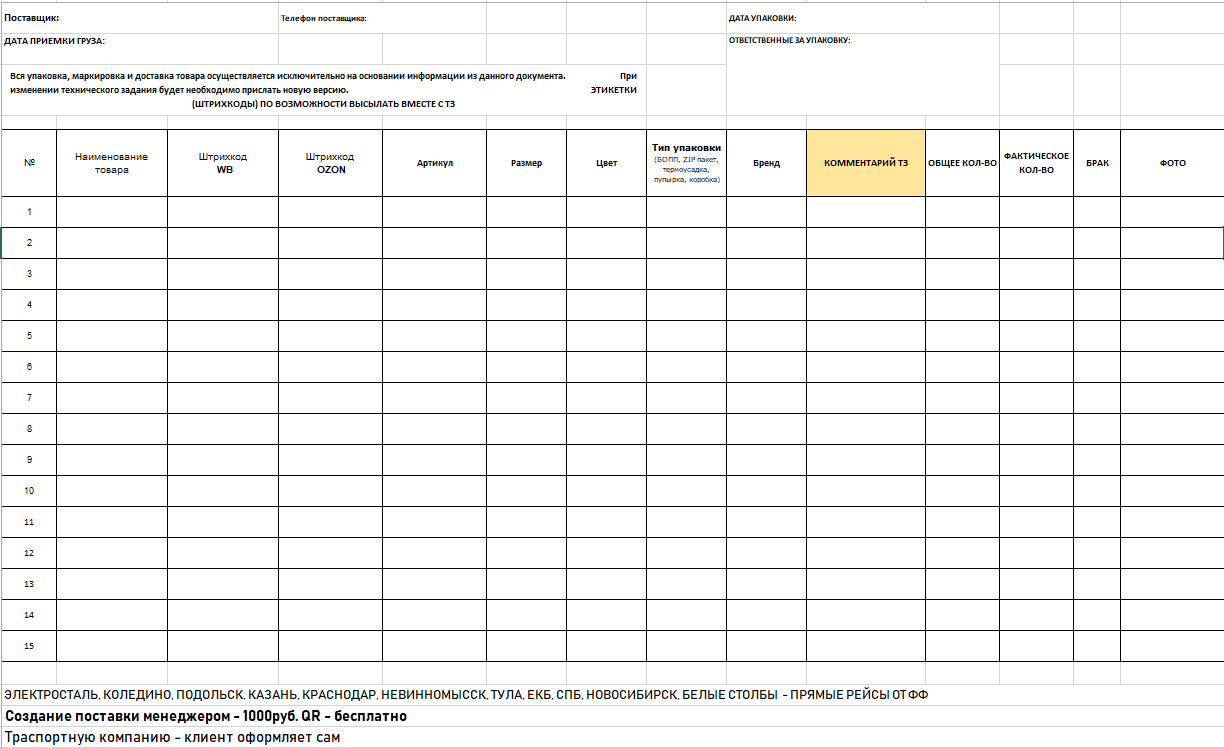 Поставщик: Телефон поставщика: ДАТА УПАКОВКИ:
ДАТА ПРИЕМКИ ГРУЗА: ОТВЕТСТВЕННЫЕ ЗА УПАКОВКУ:
Вся упаковка, маркировка и доставка товара осуществляется исключительно на основании информации из данного документа. При
изменении технического задания будет необходимо прислать новую версию. ЭТИКЕТКИ
(ШТРИХКОДЫ) ПО ВОЗМОЖНОСТИ ВЫСЫЛАТЬ ВМЕСТЕ С ТЗ
№
Наименование
товара
Штрихкод
WB
Штрихкод
OZON
Артикул
Размер
Цвет
Тип упаковки
(БОПП, ZIP пакет,
термоусадка,
пупырка, коробка)
Бренд
КОММЕНТАРИЙ ТЗ
ОБЩЕЕ КОЛ-ВО
ФАКТИЧЕСКОЕ
КОЛ-ВО
БРАК
ФОТО
1
2
3
4
5
6
7
8
9
10
11
12
13
14
15
ЭЛЕКТРОСТАЛЬ, КОЛЕДИНО, ПОДОЛЬСК, КАЗАНЬ, КРАСНОДАР, НЕВИННОМЫССК, ТУЛА, ЕКБ, СПБ, НОВОСИБИРСК, БЕЛЫЕ СТОЛБЫ - ПРЯМЫЕ РЕЙСЫ ОТ ФФ
Создание поставки менеджером - 1000руб. QR - бесплатно
Траспортную компанию - клиент оформляет сам